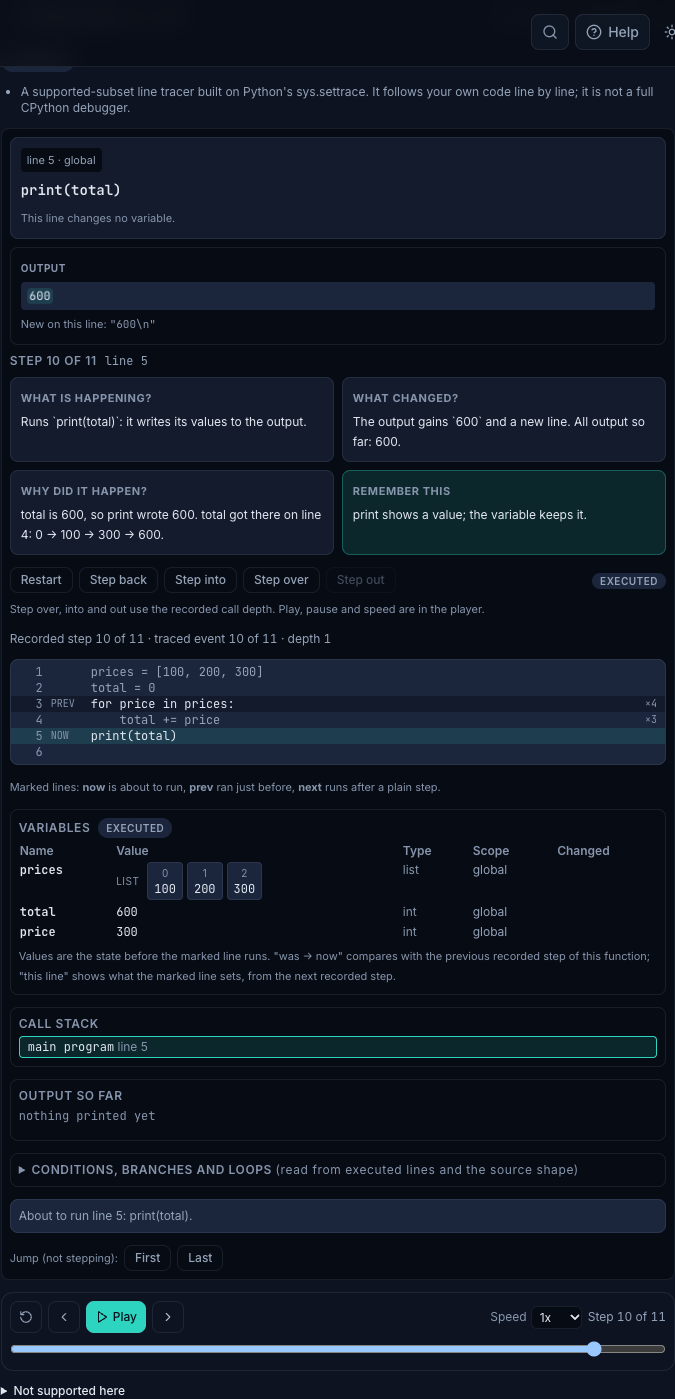 Help
• A supported-subset line tracer built on Python's sys.settrace. It follows your own code line by line; it is not a full
CPython debugger.
line 5 · global
print(total)
This line changes no variable.
OUTPUT
600
New on this line: "600\n"
STEP 10 OF 11 line 5
WHAT IS HAPPENING?
Runs `print(total)`: it writes its values to the output.
WHAT CHANGED?
The output gains `600` and a new line. All output so
far: 600.
WHY DID IT HAPPEN?
total is 600, so print wrote 600. total got there on line
4: 0 → 100 → 300 → 600.
REMEMBER THIS
print shows a value; the variable keeps it.
Restart Step back Step into Step over Step out EXECUTED
Step over, into and out use the recorded call depth. Play, pause and speed are in the player.
Recorded step 10 of 11 · traced event 10 of 11 · depth 1
1 prices = [100, 200, 300]
2 total = 0
3 PREV for price in prices: ×4
4 total += price ×3
5 NOW print(total)
6
Marked lines: now is about to run, prev ran just before, next runs after a plain step.
VARIABLES EXECUTED
Name Value Type Scope Changed
prices LIST 0 1 2 list global
100 200 300
total 600 int global
price 300 int global
Values are the state before the marked line runs. "was → now" compares with the previous recorded step of this function;
"this line" shows what the marked line sets, from the next recorded step.
CALL STACK
main program line 5
OUTPUT SO FAR
nothing printed yet
▶ CONDITIONS, BRANCHES AND LOOPS (read from executed lines and the source shape)
About to run line 5: print(total).
Jump (not stepping): First Last
Play Speed 1x Step 10 of 11
▶ Not supported here